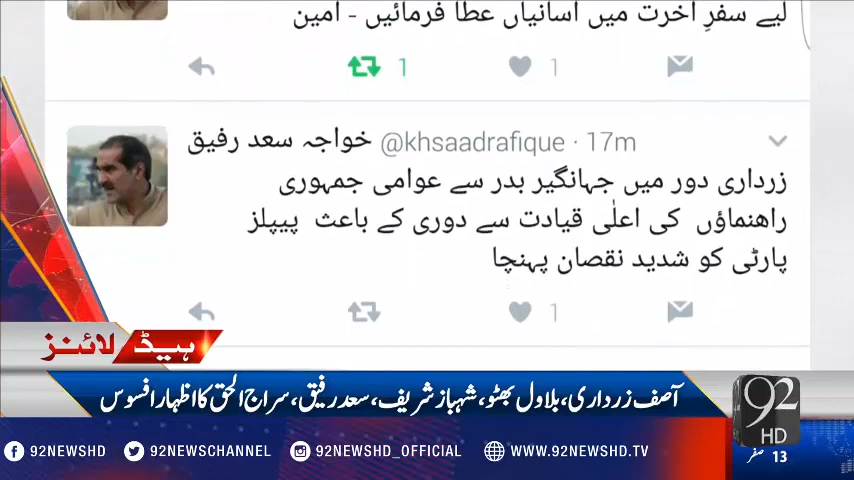 لیے سفرِ آخرت میں آسانیاں عطا فرمائیں - آمین
1
1
خواجہ سعد رفیق @khsaadrafique · 17m
زرداری دور میں جہانگیر بدر سے عوامی جمہوری
راھنماؤں کی اعلٰی قیادت سے دوری کے باعث پیپلز
پارٹی کو شدید نقصان پہنچا
1
ہیڈ لائنز
آصف زرداری، بلاول بھٹو، شہباز شریف، سعد رفیق، سراج الحق کا اظہار افسوس
92
HD
92NEWSHD
92NEWSCHANNEL
92NEWSHD_OFFICIAL
WWW.92NEWSHD.TV
13 صفر